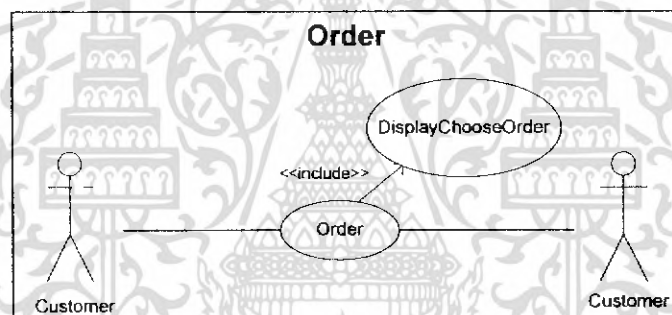 Order
DisplayChooseOrder
<<include>>
Order
Customer
Customer